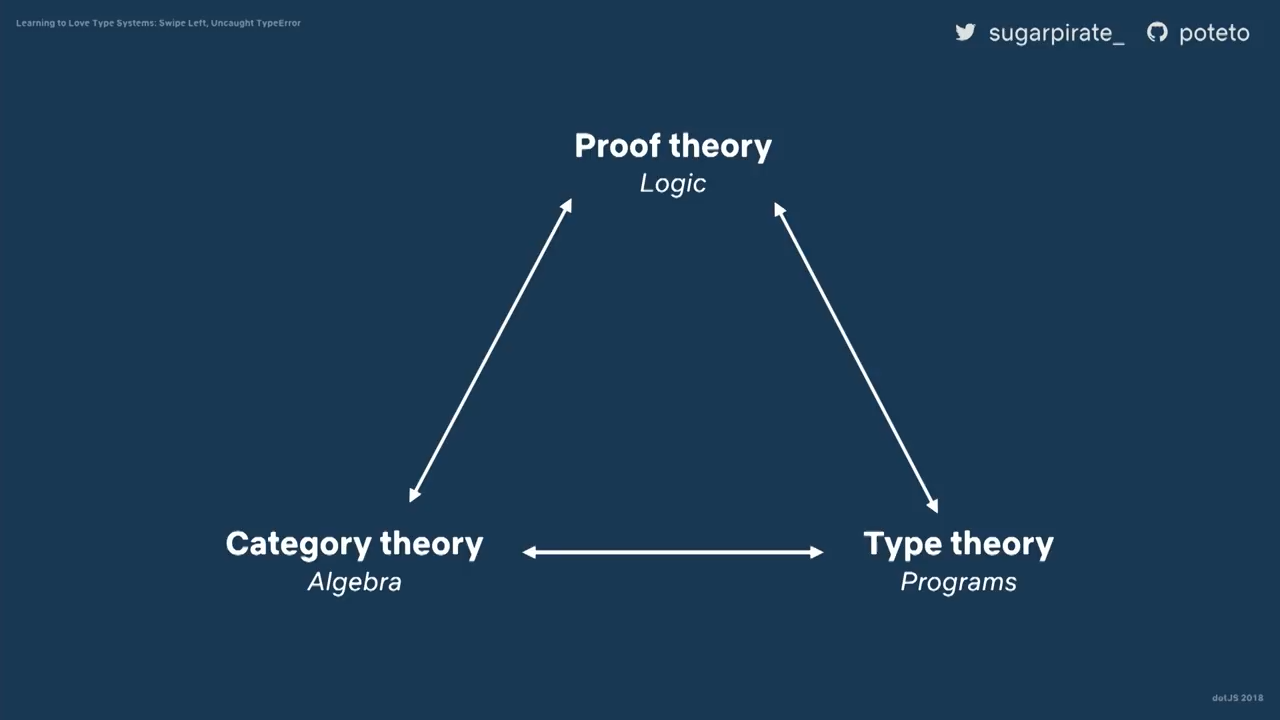 Learning to Love Type Systems: Swipe Left, Uncaught TypeError
sugarpirate_ poteto
Proof theory
Logic
Category theory
Algebra
Type theory
Programs
dotJS 2018